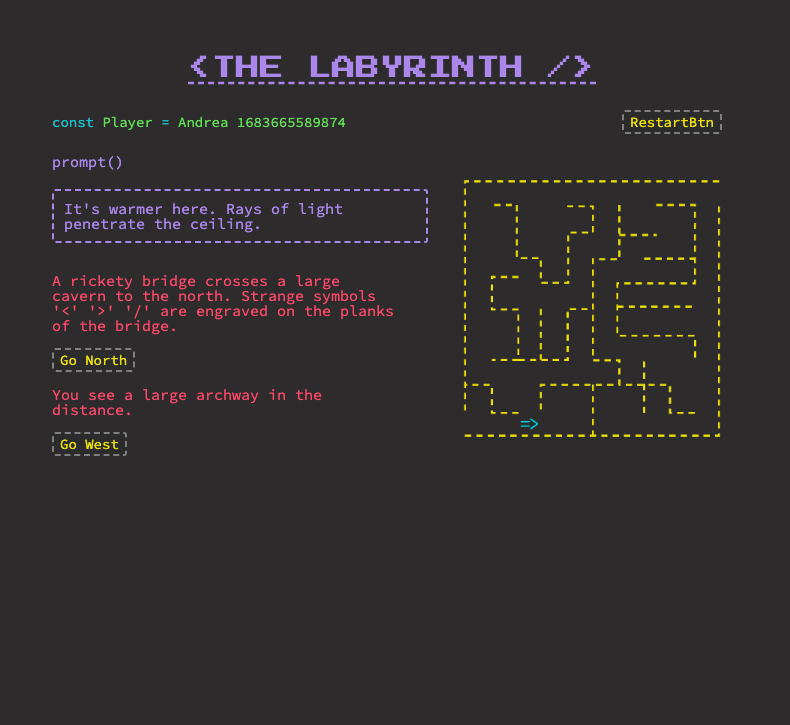 <THE LABYRINTH />
const Player = Andrea 1683665589874
RestartBtn
prompt()
It's warmer here. Rays of light
penetrate the ceiling.
A rickety bridge crosses a large
cavern to the north. Strange symbols
'<' '>' '/' are engraved on the planks
of the bridge.
Go North
You see a large archway in the
distance.
Go West
=>